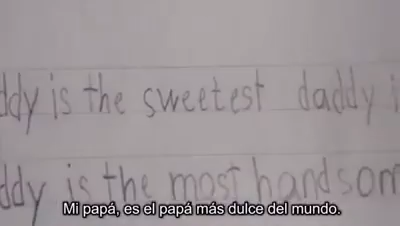 ddy is the sweetest daddy i
ddy is the most handsom
Mi papá, es el papá más dulce del mundo.